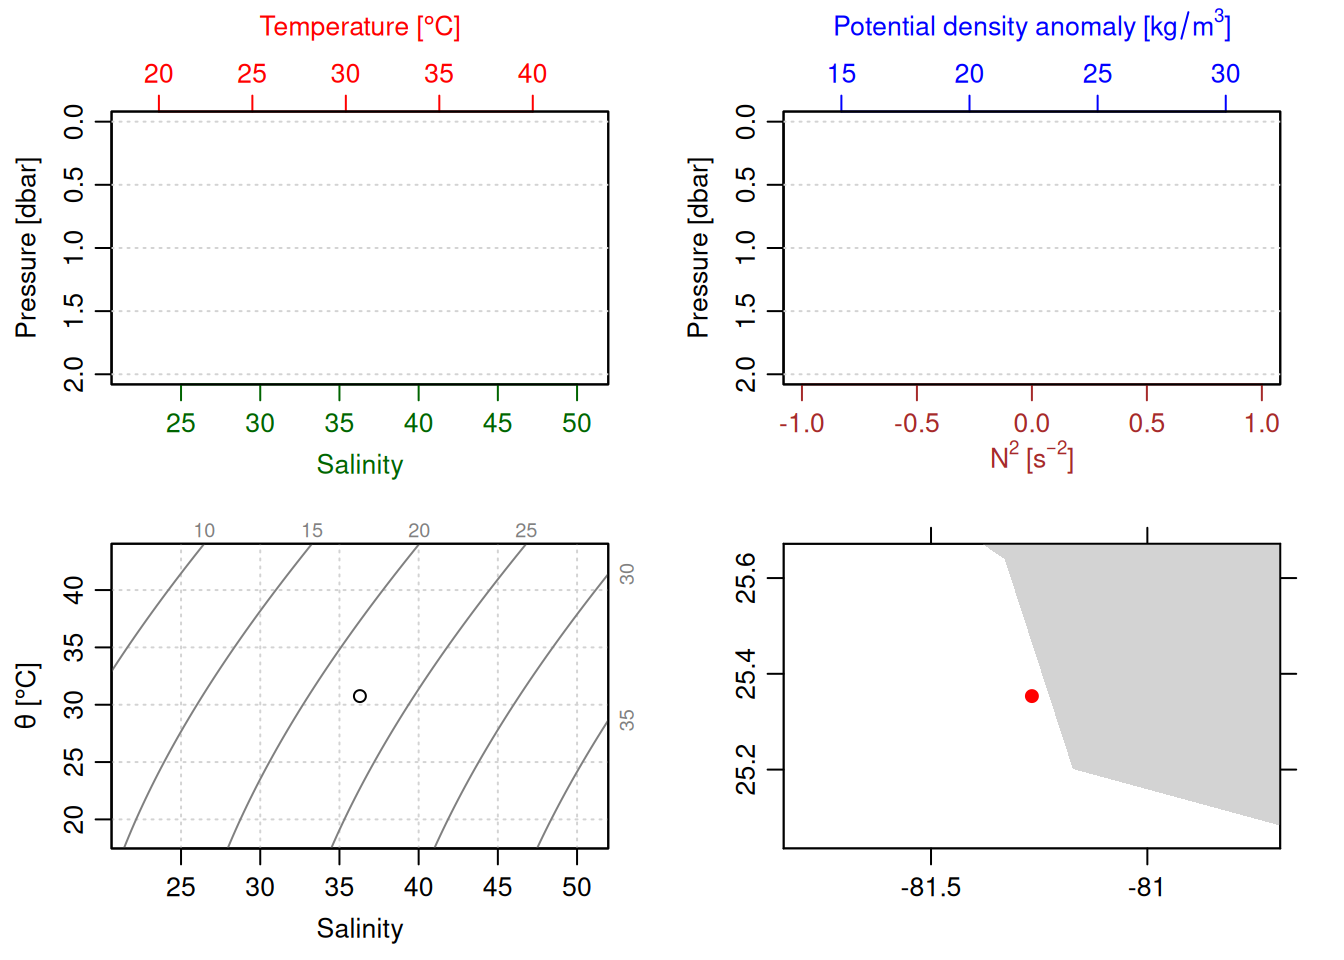 Temperature [°C]
20 25 30 35 40
0.0
0.5
1.0
1.5
2.0
Pressure [dbar]
25 30 35 40 45 50
Salinity
Potential density anomaly [kg/m³]
15 20 25 30
0.0
0.5
1.0
1.5
2.0
Pressure [dbar]
-1.0 -0.5 0.0 0.5 1.0
N² [s⁻²]
10 15 20 25
30
35
40
35
30
25
20
θ [°C]
25 30 35 40 45 50
Salinity
25.6
25.4
25.2
-81.5 -81